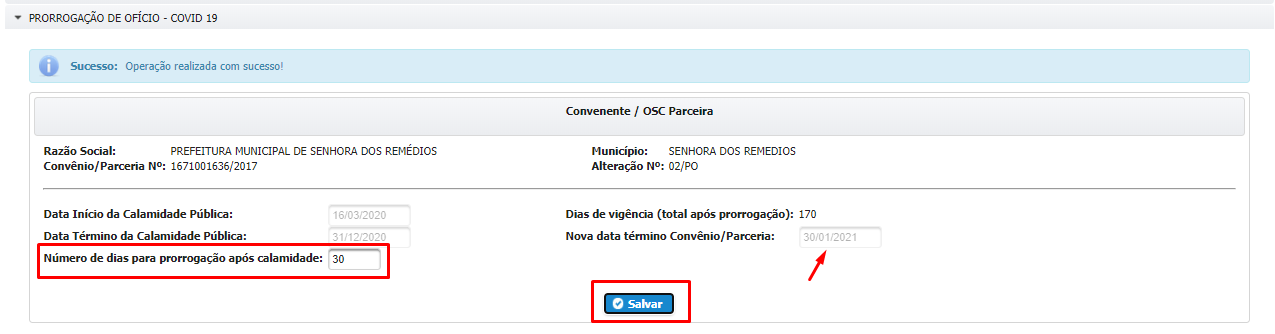 PRORROGAÇÃO DE OFÍCIO - COVID 19
Sucesso: Operação realizada com sucesso!
Convenente / OSC Parceira
Razão Social: PREFEITURA MUNICIPAL DE SENHORA DOS REMÉDIOS Município: SENHORA DOS REMEDIOS
Convênio/Parceria Nº: 1671001636/2017 Alteração Nº: 02/PO
Data Início da Calamidade Pública: 16/03/2020 Dias de vigência (total após prorrogação): 170
Data Término da Calamidade Pública: 31/12/2020 Nova data término Convênio/Parceria: 30/01/2021
Número de dias para prorrogação após calamidade: 30
Salvar